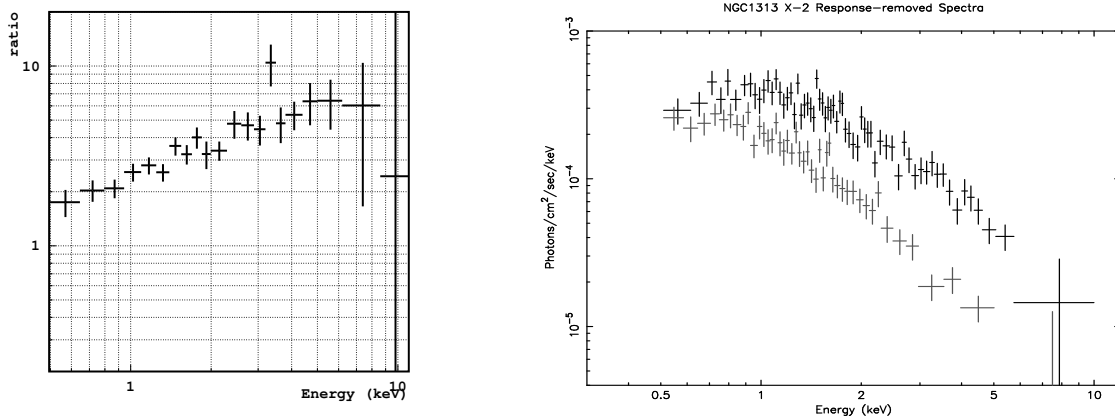 ratio
10
1
1
10
Energy (keV)
NGC1313 X-2 Response-removed Spectra
Photons/cm²/sec/keV
10⁻³
10⁻⁴
10⁻⁵
0.5 1 2 5 10
Energy (keV)